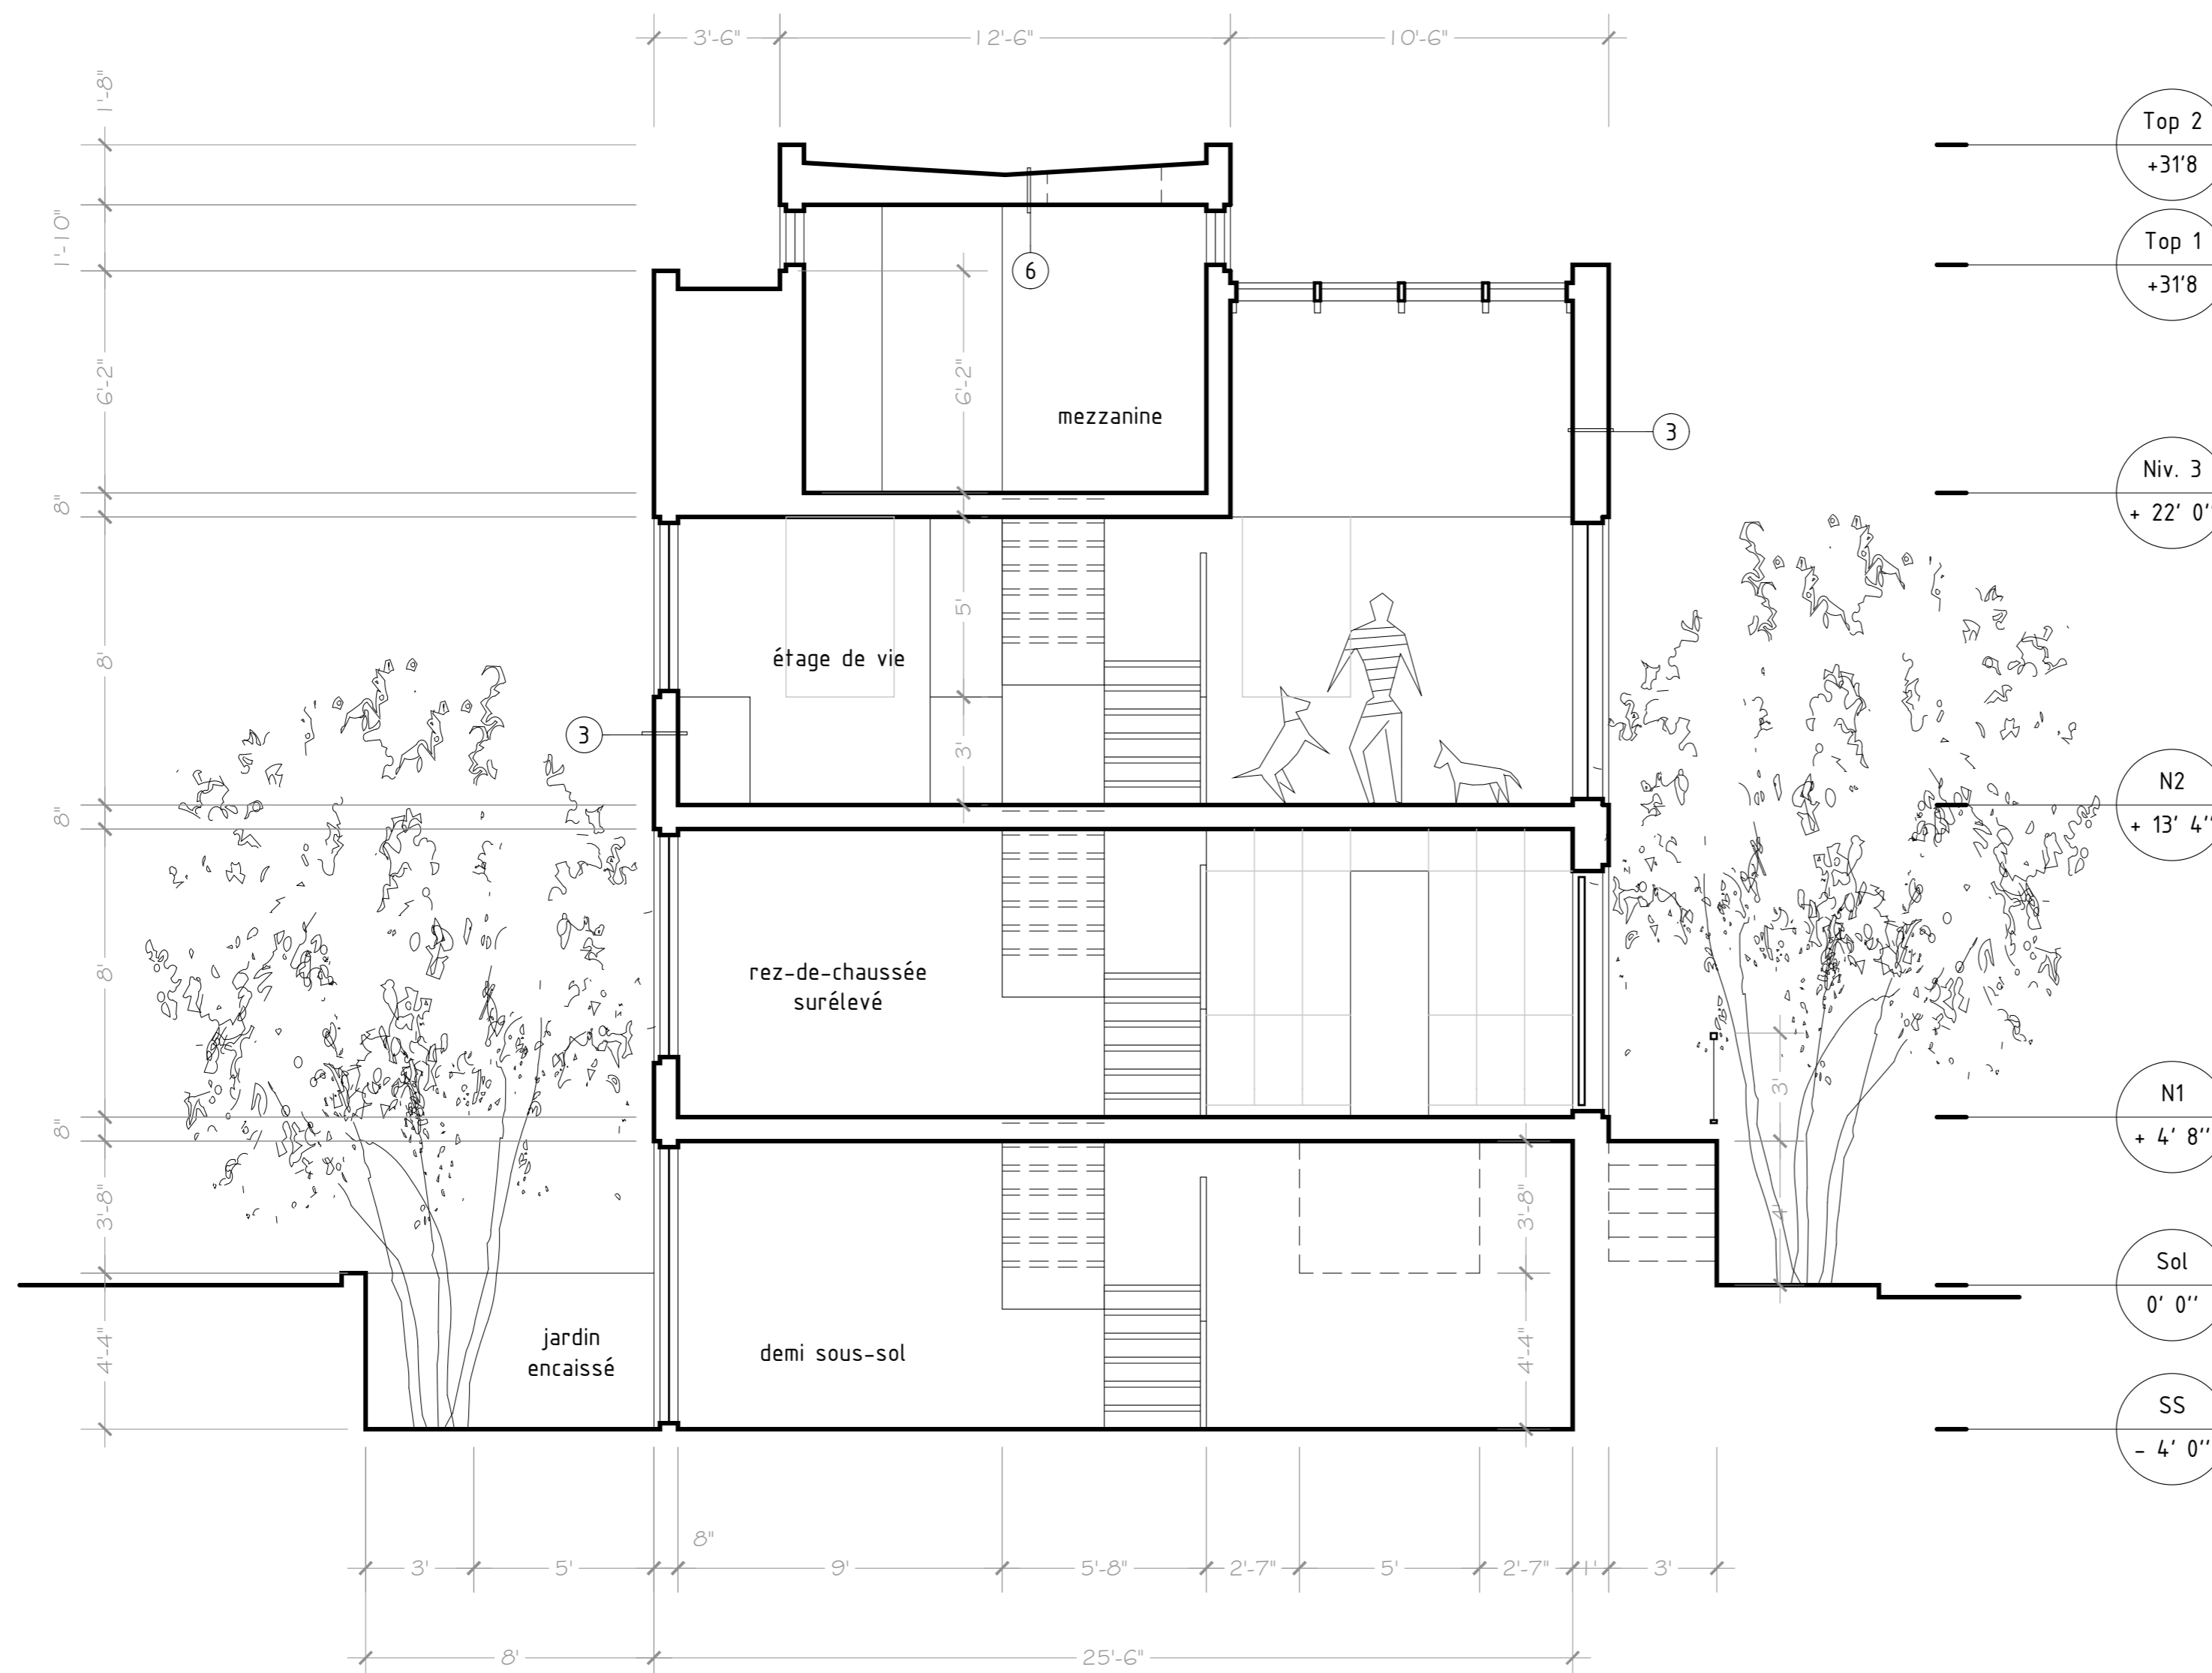 3'-6"
12'-6"
10'-6"
1'-8"
Top 2
+31'8
1'-10"
Top 1
+31'8
6
6'-2"
6'-2"
mezzanine
3
Niv. 3
+ 22' 0''
8"
5'
8'
étage de vie
3
3'
N2
+ 13' 4''
8"
8'
rez-de-chaussée
surélevé
3'
N1
+ 4' 8''
8"
3'-8"
3'-8"
4'
Sol
0' 0''
4'-4"
jardin
encaissé
demi sous-sol
4'-4"
SS
- 4' 0''
8"
3'
5'
9'
5'-8"
2'-7"
5'
2'-7"
1'
3'
8'
25'-6"